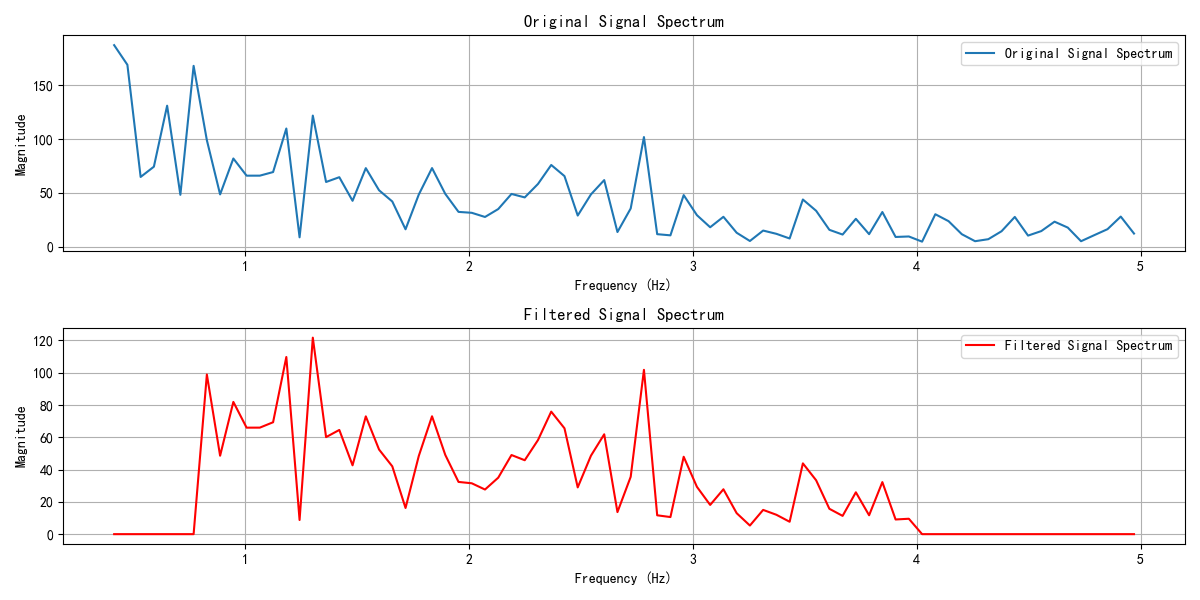 Original Signal Spectrum
Original Signal Spectrum
Magnitude
150
100
50
0
1 2 3 4 5
Frequency (Hz)
Filtered Signal Spectrum
Filtered Signal Spectrum
Magnitude
120
100
80
60
40
20
0
1 2 3 4 5
Frequency (Hz)